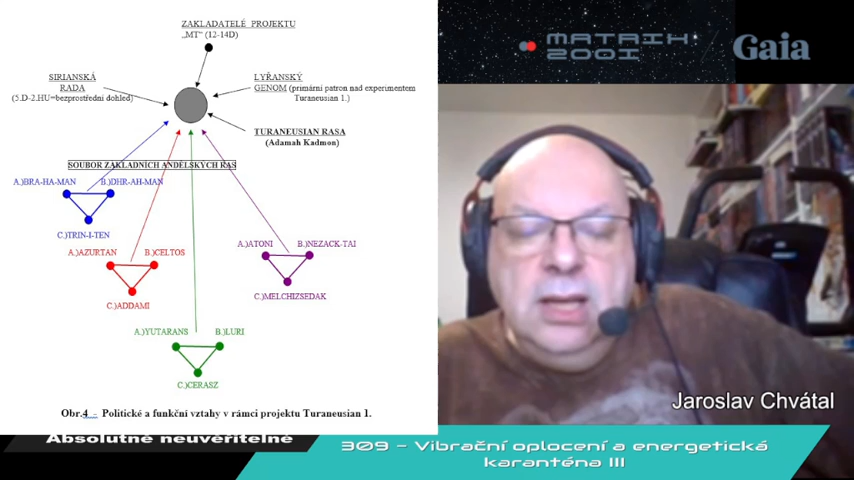 ZAKLADATELÉ PROJEKTU
„MT“ (12-14D)
SIRIANSKÁ
RADA
(5.D-2.HU=bezprostřední dohled)
LYŘANSKÝ
GENOM (primární patron nad experimentem
Turaneusian 1.)
TURANEUSIAN RASA
(Adamah Kadmon)
SOUBOR ZAKLADNÍCH ANDĚLSKÝCH RAS
A.)BRA-HA-MAN
B.)DHR-AH-MAN
C.)TRIN-I-TEN
A.)AZURTAN
B.)CELTOS
C.)ADDAMI
A.)ATONI
B.)NEZACK-TAI
C.)MELCHIZSEDAK
A.)YUTARANS
B.)LURI
C.)CERASZ
Obr.4 – Politické a funkční vztahy v rámci projektu Turaneusian 1.
MATRIX
2001
Gaia
Jaroslav Chvátal
Absolutně neuvěřitelné
309 - Vibrační oplocení a energetická
karanténa III